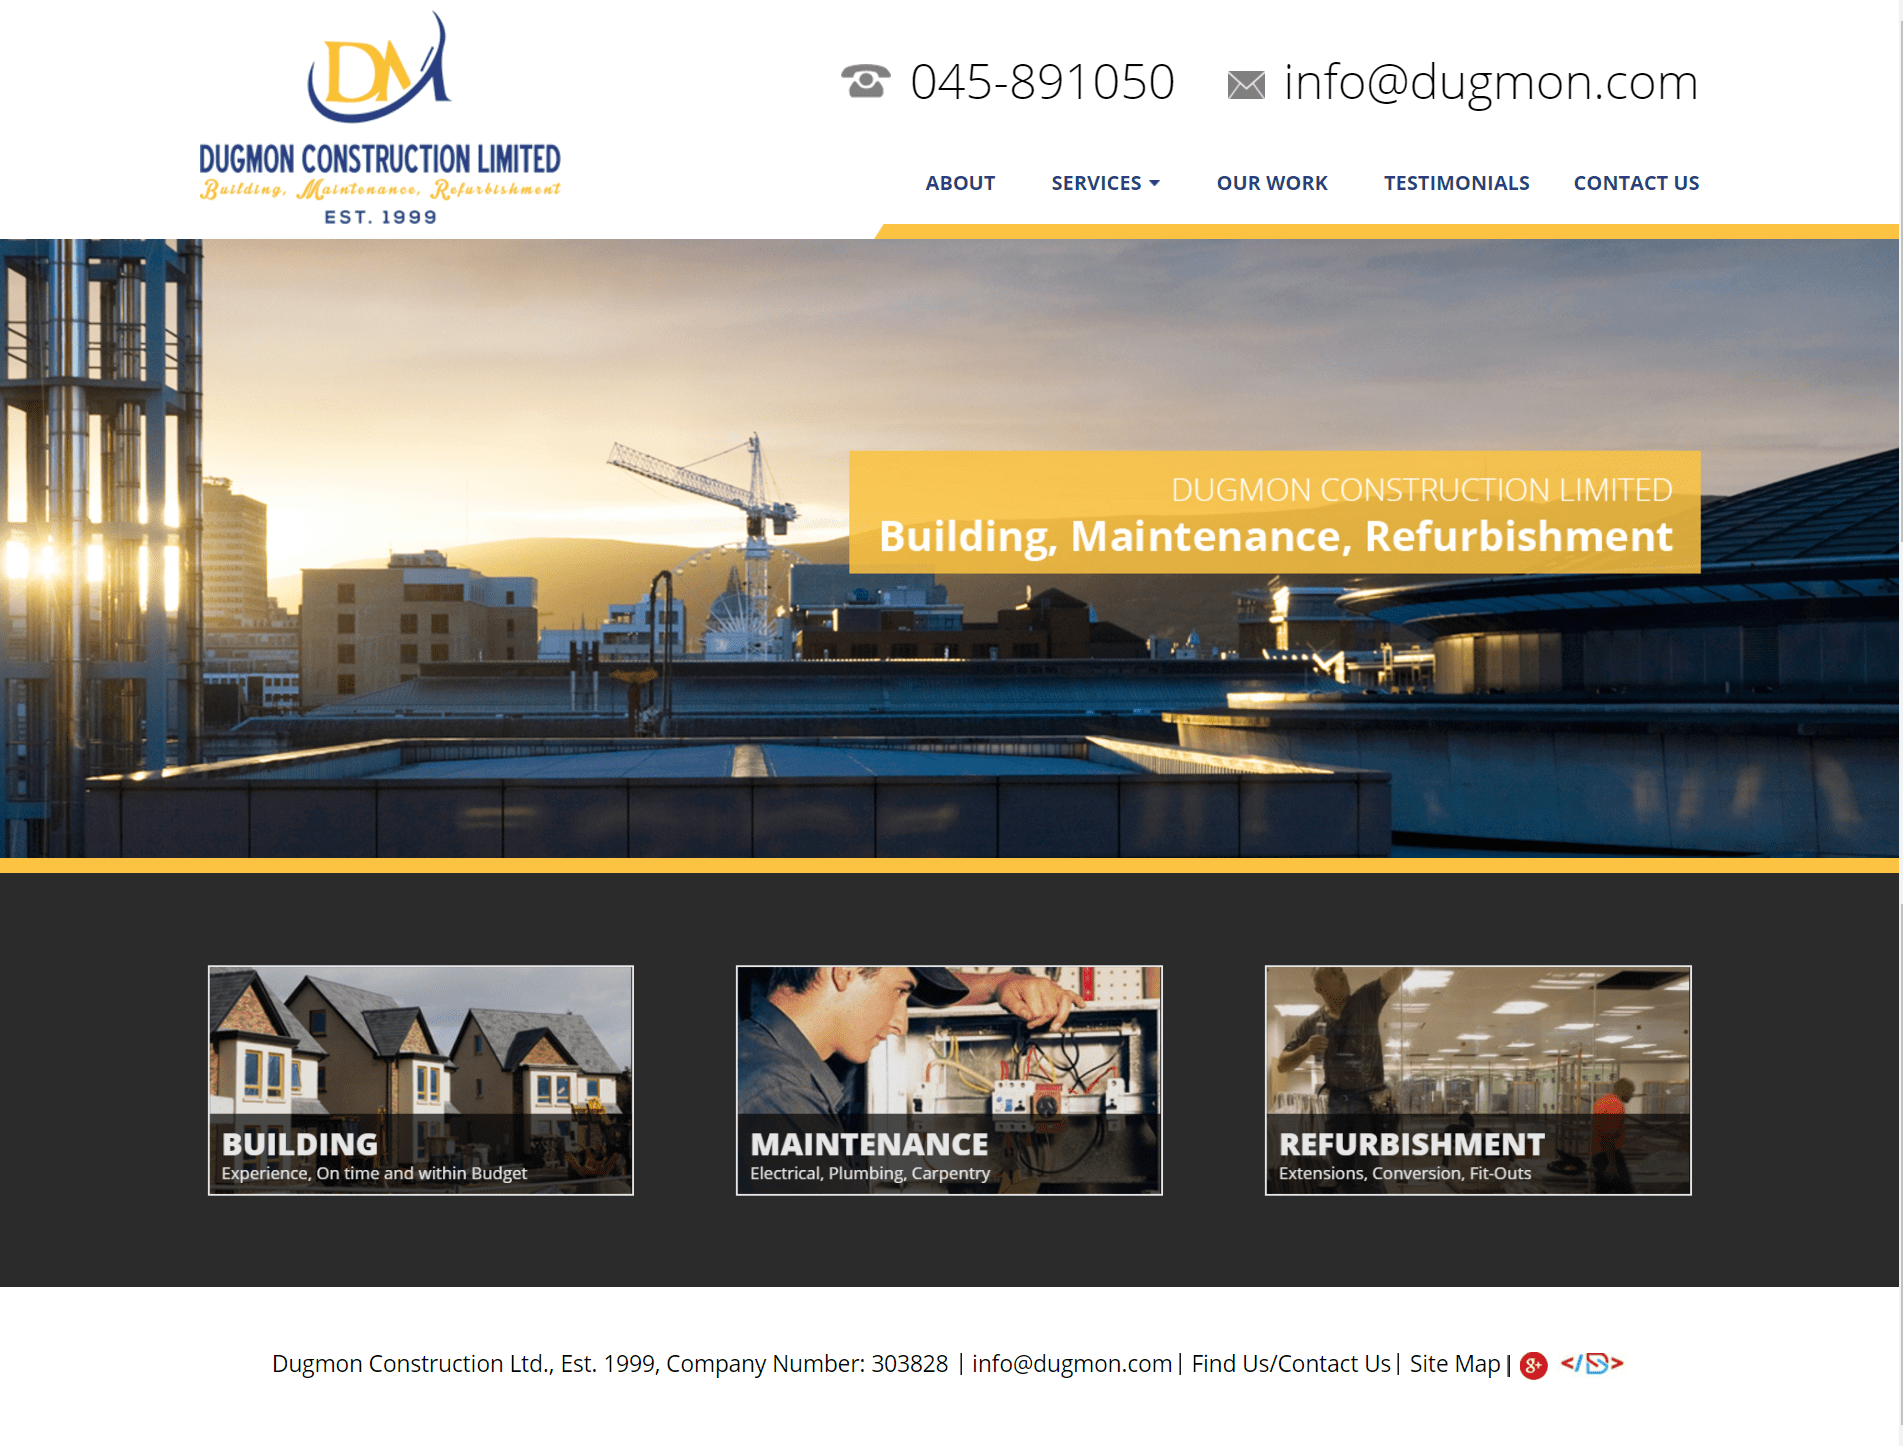 DM
DUGMON CONSTRUCTION LIMITED
Building, Maintenance, Refurbishment
EST. 1999
045-891050
info@dugmon.com
ABOUT
SERVICES
OUR WORK
TESTIMONIALS
CONTACT US
DUGMON CONSTRUCTION LIMITED
Building, Maintenance, Refurbishment
BUILDING
Experience, On time and within Budget
MAINTENANCE
Electrical, Plumbing, Carpentry
REFURBISHMENT
Extensions, Conversion, Fit-Outs
Dugmon Construction Ltd., Est. 1999, Company Number: 303828 | info@dugmon.com | Find Us/Contact Us | Site Map | g+ </S>